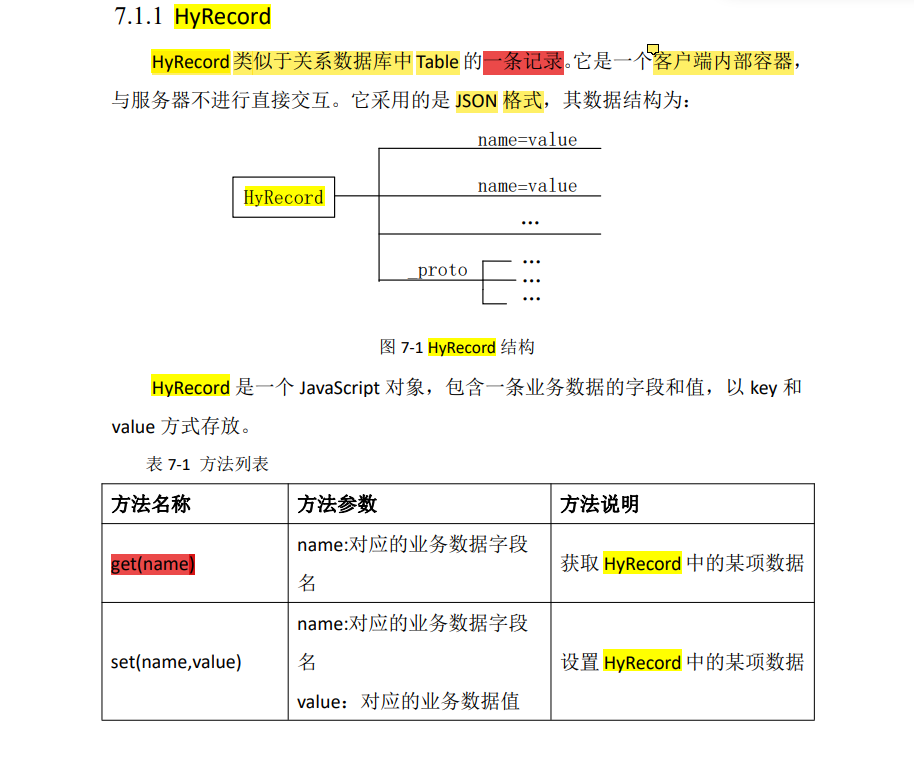 7.1.1 HyRecord
HyRecord 类似于关系数据库中 Table 的一条记录。它是一个客户端内部容器，
与服务器不进行直接交互。它采用的是 JSON 格式，其数据结构为：
name=value
name=value
HyRecord
…
_proto
…
…
…
图 7-1 HyRecord 结构
HyRecord 是一个 JavaScript 对象，包含一条业务数据的字段和值，以 key 和
value 方式存放。
表 7-1 方法列表
方法名称 方法参数 方法说明
get(name) name:对应的业务数据字段
名
获取 HyRecord 中的某项数据
set(name,value) name:对应的业务数据字段
名
value：对应的业务数据值
设置 HyRecord 中的某项数据